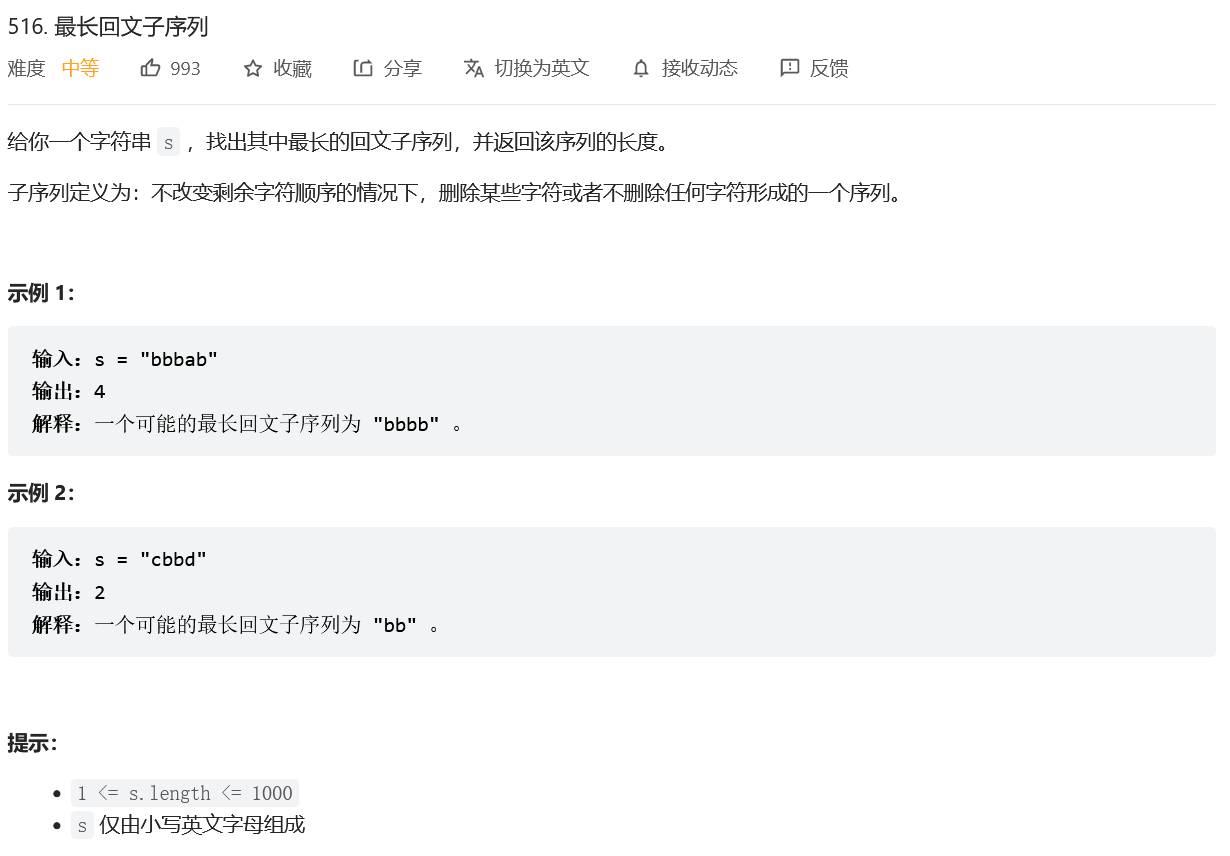 516. 最长回文子序列
难度 中等 993 收藏 分享 切换为英文 接收动态 反馈
给你一个字符串 s ，找出其中最长的回文子序列，并返回该序列的长度。
子序列定义为：不改变剩余字符顺序的情况下，删除某些字符或者不删除任何字符形成的一个序列。
示例 1：
输入：s = "bbbab"
输出：4
解释：一个可能的最长回文子序列为 "bbbb" 。
示例 2：
输入：s = "cbbd"
输出：2
解释：一个可能的最长回文子序列为 "bb" 。
提示：
• 1 <= s.length <= 1000
• s 仅由小写英文字母组成